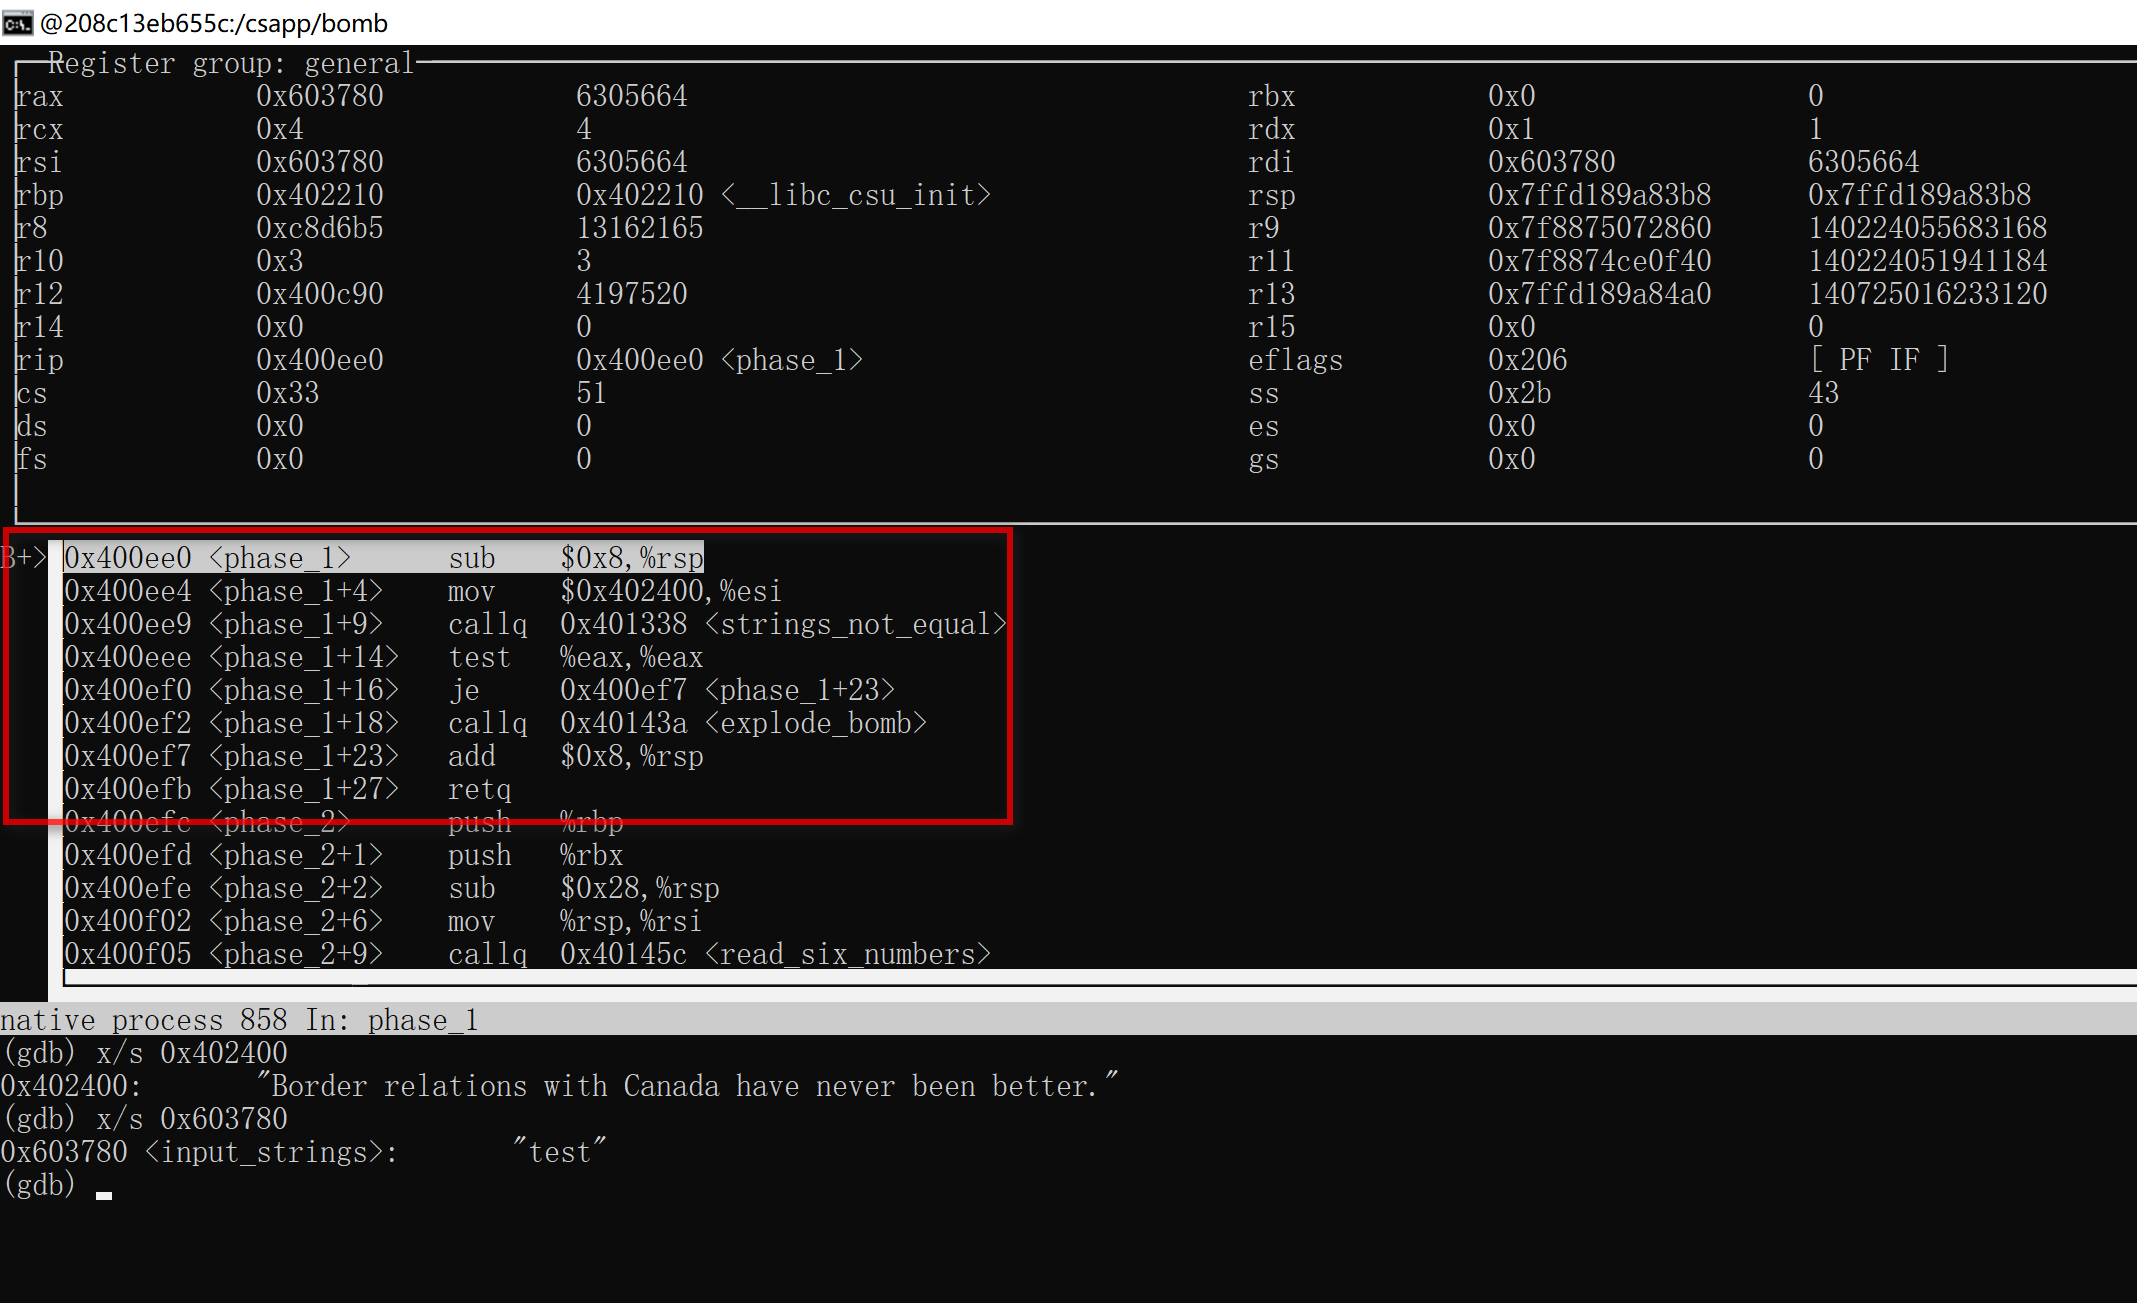 @208c13eb655c:/csapp/bomb
Register group: general
rax 0x603780 6305664 rbx 0x0 0
rcx 0x4 4 rdx 0x1 1
rsi 0x603780 6305664 rdi 0x603780 6305664
rbp 0x402210 0x402210 <__libc_csu_init> rsp 0x7ffd189a83b8 0x7ffd189a83b8
r8 0xc8d6b5 13162165 r9 0x7f8875072860 140224055683168
r10 0x3 3 r11 0x7f8874ce0f40 140224051941184
r12 0x400c90 4197520 r13 0x7ffd189a84a0 140725016233120
r14 0x0 0 r15 0x0 0
rip 0x400ee0 0x400ee0 <phase_1> eflags 0x206 [ PF IF ]
cs 0x33 51 ss 0x2b 43
ds 0x0 0 es 0x0 0
fs 0x0 0 gs 0x0 0
B+> 0x400ee0 <phase_1> sub $0x8,%rsp
0x400ee4 <phase_1+4> mov $0x402400,%esi
0x400ee9 <phase_1+9> callq 0x401338 <strings_not_equal>
0x400eee <phase_1+14> test %eax,%eax
0x400ef0 <phase_1+16> je 0x400ef7 <phase_1+23>
0x400ef2 <phase_1+18> callq 0x40143a <explode_bomb>
0x400ef7 <phase_1+23> add $0x8,%rsp
0x400efb <phase_1+27> retq
0x400efc <phase_2> push %rbp
0x400efd <phase_2+1> push %rbx
0x400efe <phase_2+2> sub $0x28,%rsp
0x400f02 <phase_2+6> mov %rsp,%rsi
0x400f05 <phase_2+9> callq 0x40145c <read_six_numbers>
native process 858 In: phase_1
(gdb) x/s 0x402400
0x402400: "Border relations with Canada have never been better."
(gdb) x/s 0x603780
0x603780 <input_strings>: "test"
(gdb)